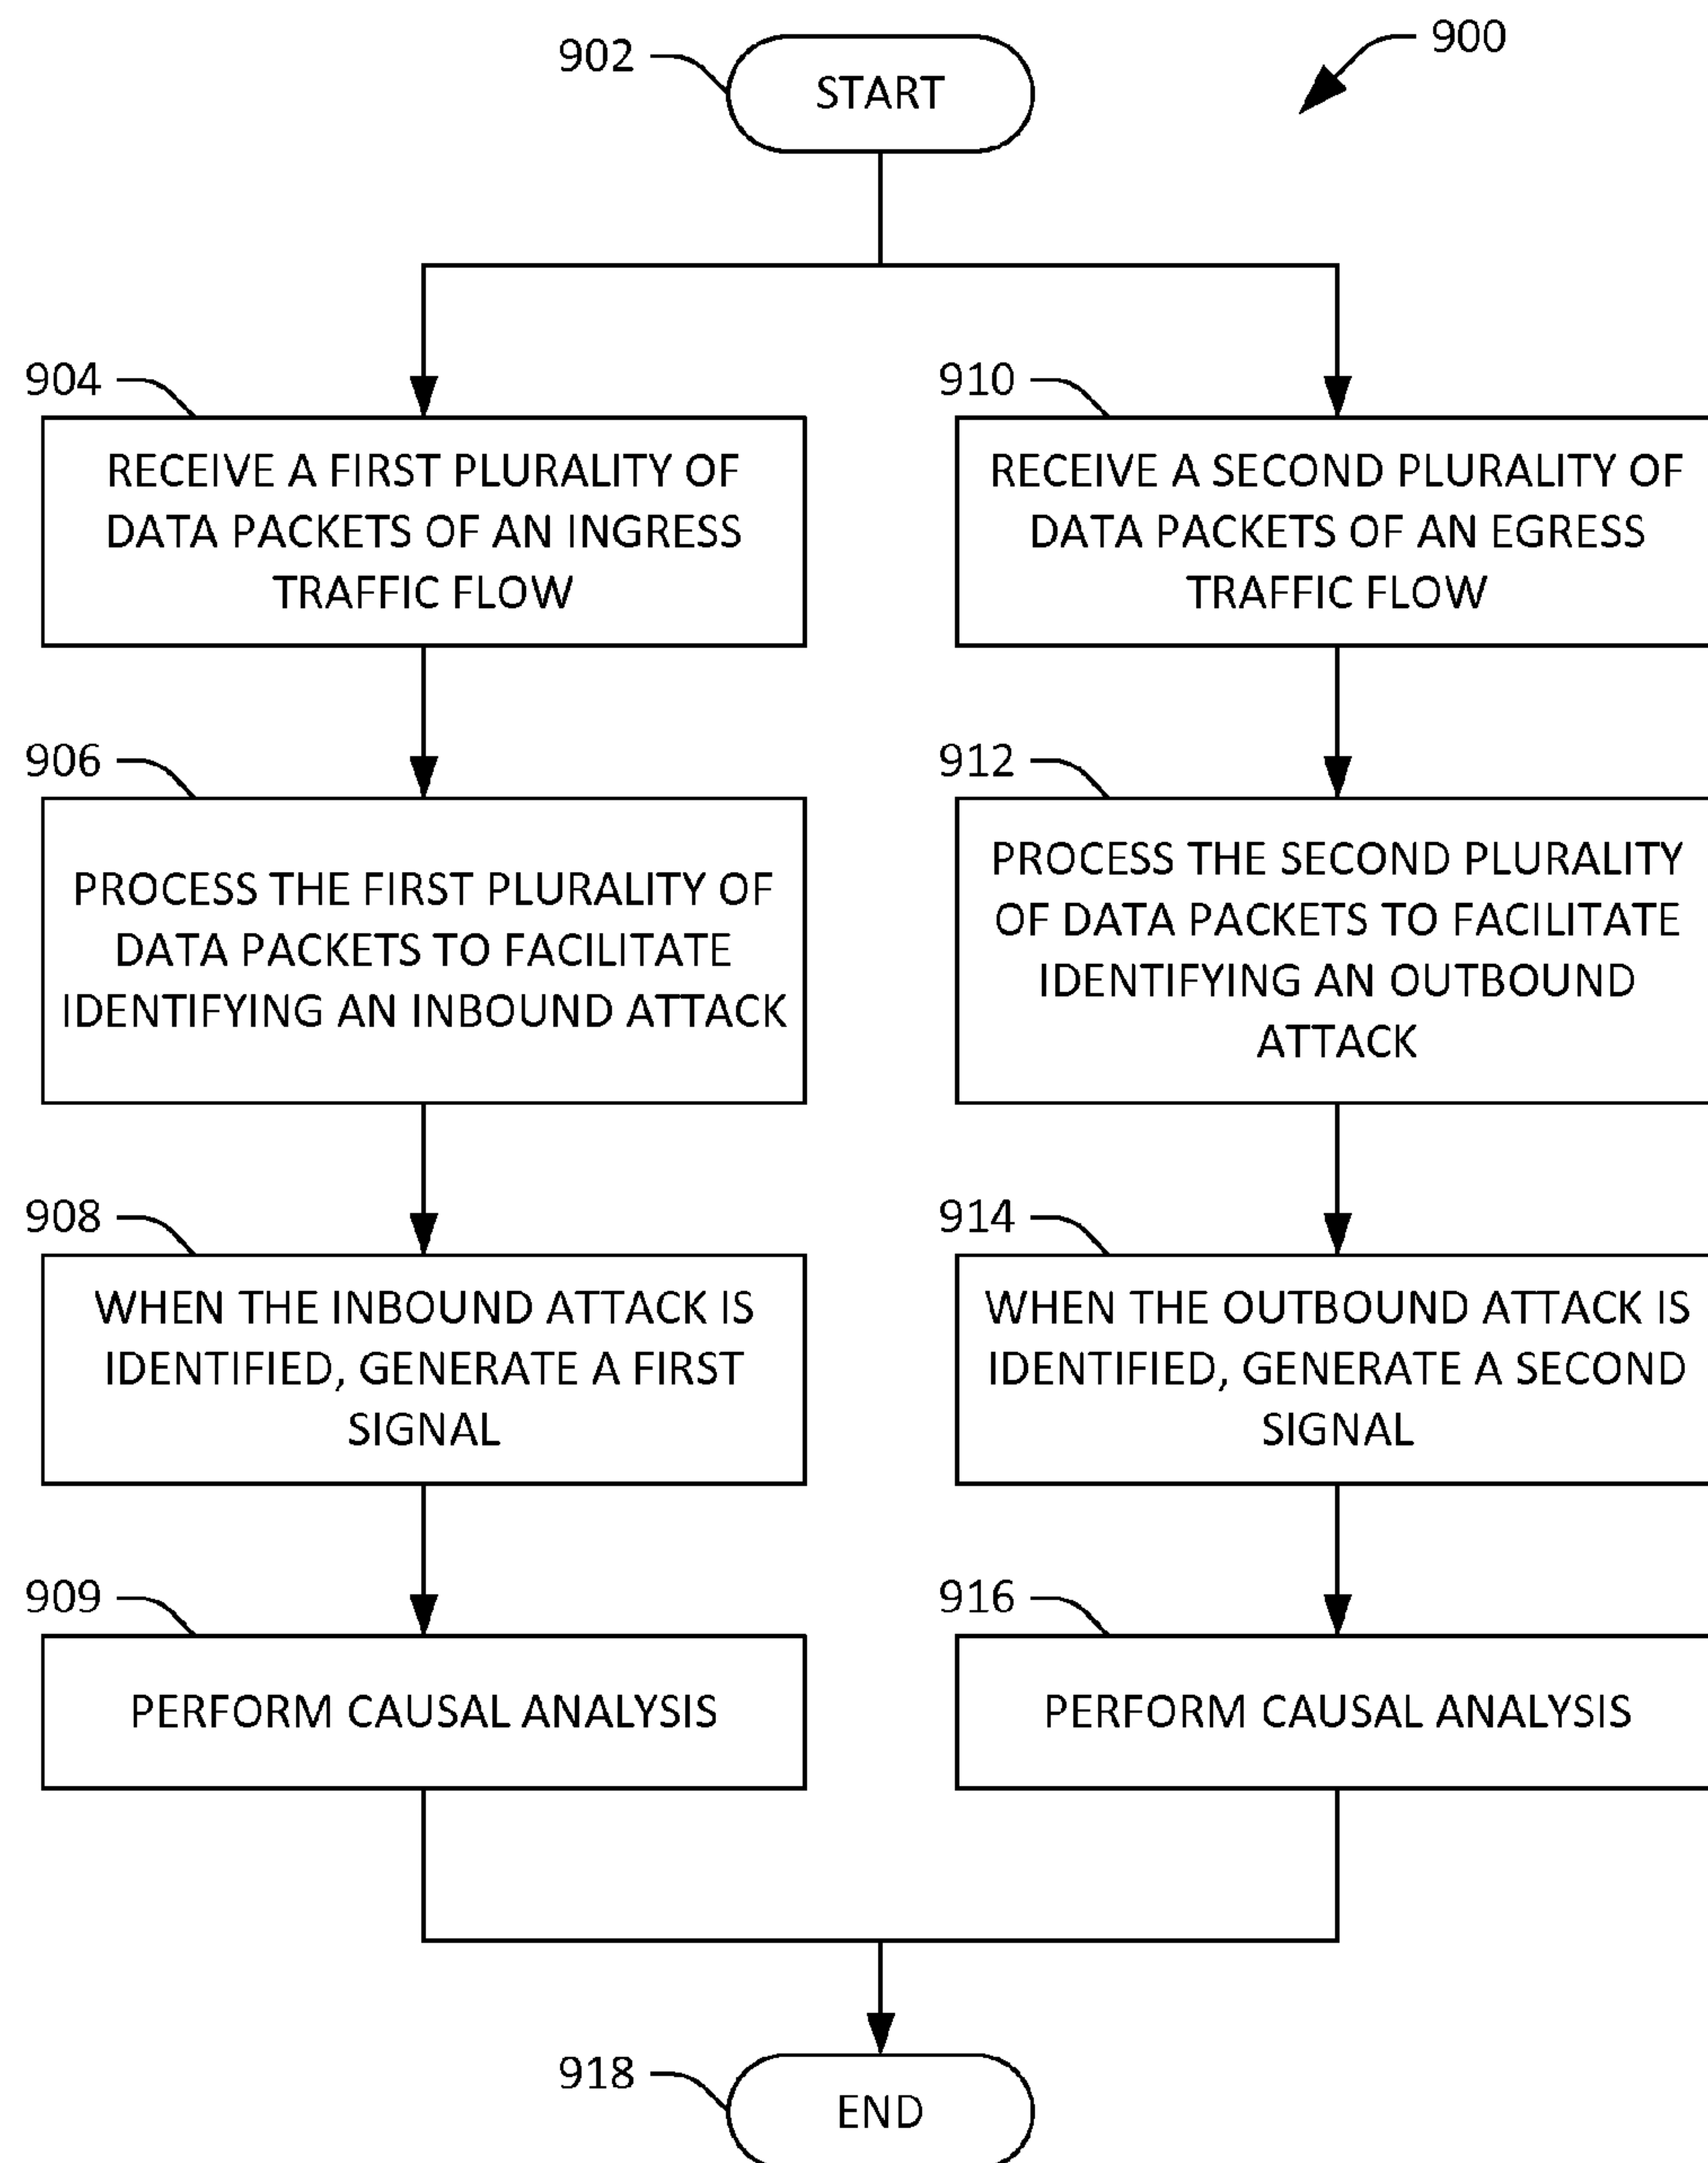 900
902
START
904
RECEIVE A FIRST PLURALITY OF
DATA PACKETS OF AN INGRESS
TRAFFIC FLOW
906
PROCESS THE FIRST PLURALITY OF
DATA PACKETS TO FACILITATE
IDENTIFYING AN INBOUND ATTACK
908
WHEN THE INBOUND ATTACK IS
IDENTIFIED, GENERATE A FIRST
SIGNAL
909
PERFORM CAUSAL ANALYSIS
910
RECEIVE A SECOND PLURALITY OF
DATA PACKETS OF AN EGRESS
TRAFFIC FLOW
912
PROCESS THE SECOND PLURALITY
OF DATA PACKETS TO FACILITATE
IDENTIFYING AN OUTBOUND
ATTACK
914
WHEN THE OUTBOUND ATTACK IS
IDENTIFIED, GENERATE A SECOND
SIGNAL
916
PERFORM CAUSAL ANALYSIS
918
END